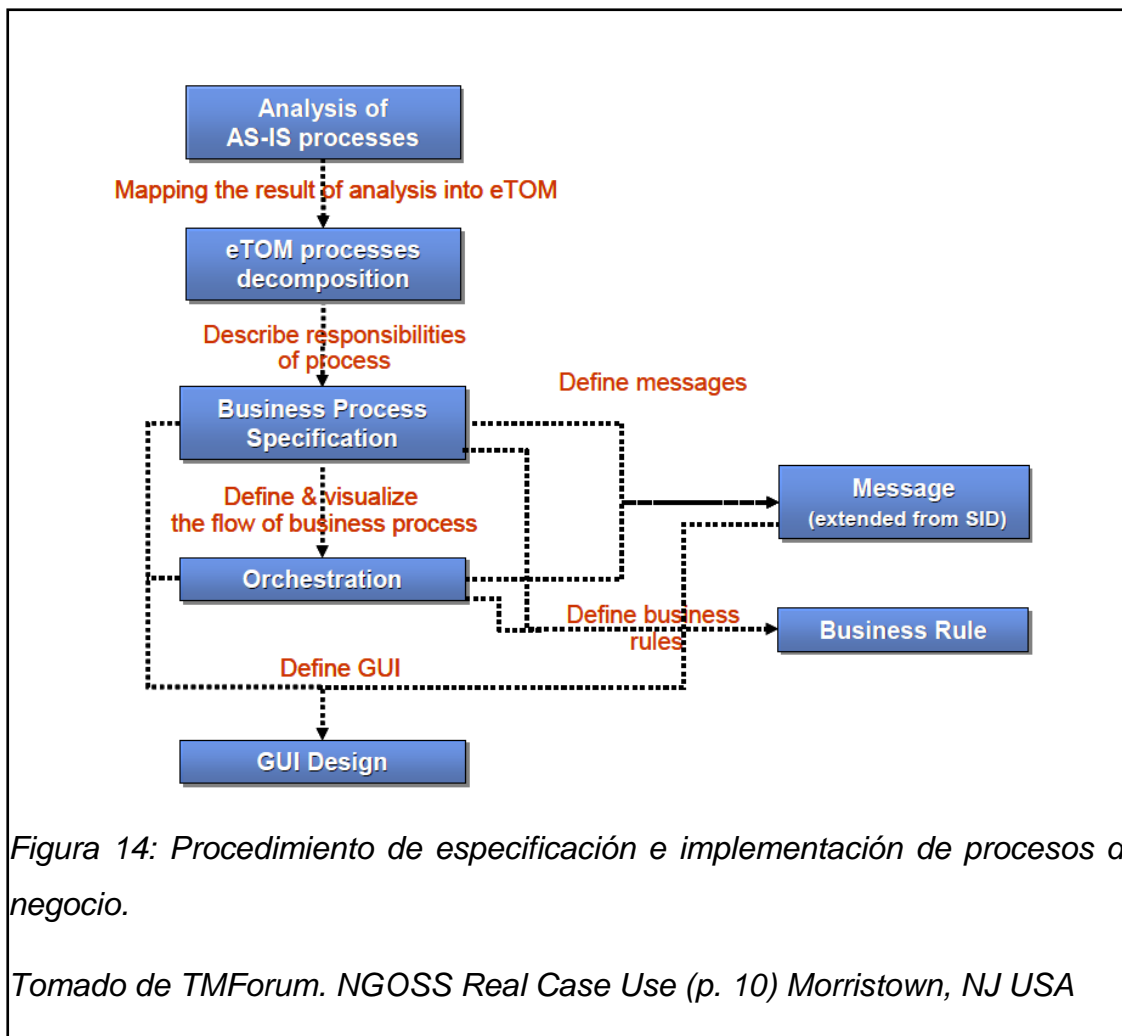 Analysis of
AS-IS processes
Mapping the result of analysis into eTOM
eTOM processes
decomposition
Describe responsibilities
of process
Define messages
Business Process
Specification
Define & visualize
the flow of business process
Message
(extended from SID)
Orchestration
Define business
rules
Business Rule
Define GUI
GUI Design
Figura 14: Procedimiento de especificación e implementación de procesos d
negocio.
Tomado de TMForum. NGOSS Real Case Use (p. 10) Morristown, NJ USA